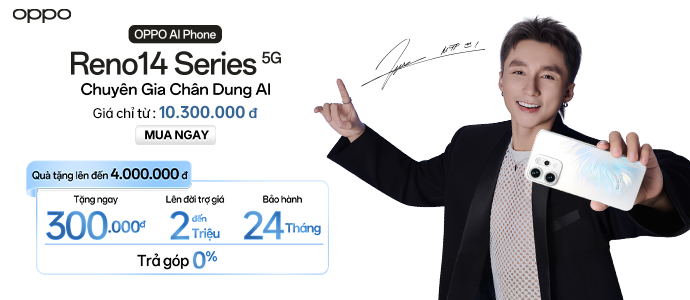 oppo
OPPO AI Phone
Reno14 Series 5G
Chuyên Gia Chân Dung AI
Giá chỉ từ : 10.300.000 đ
MUA NGAY
Quà tặng lên đến 4.000.000 đ
Tặng ngay
300.000đ
Lên đời trợ giá
đến
2 Triệu
Bảo hành
24 Tháng
Trả góp 0%